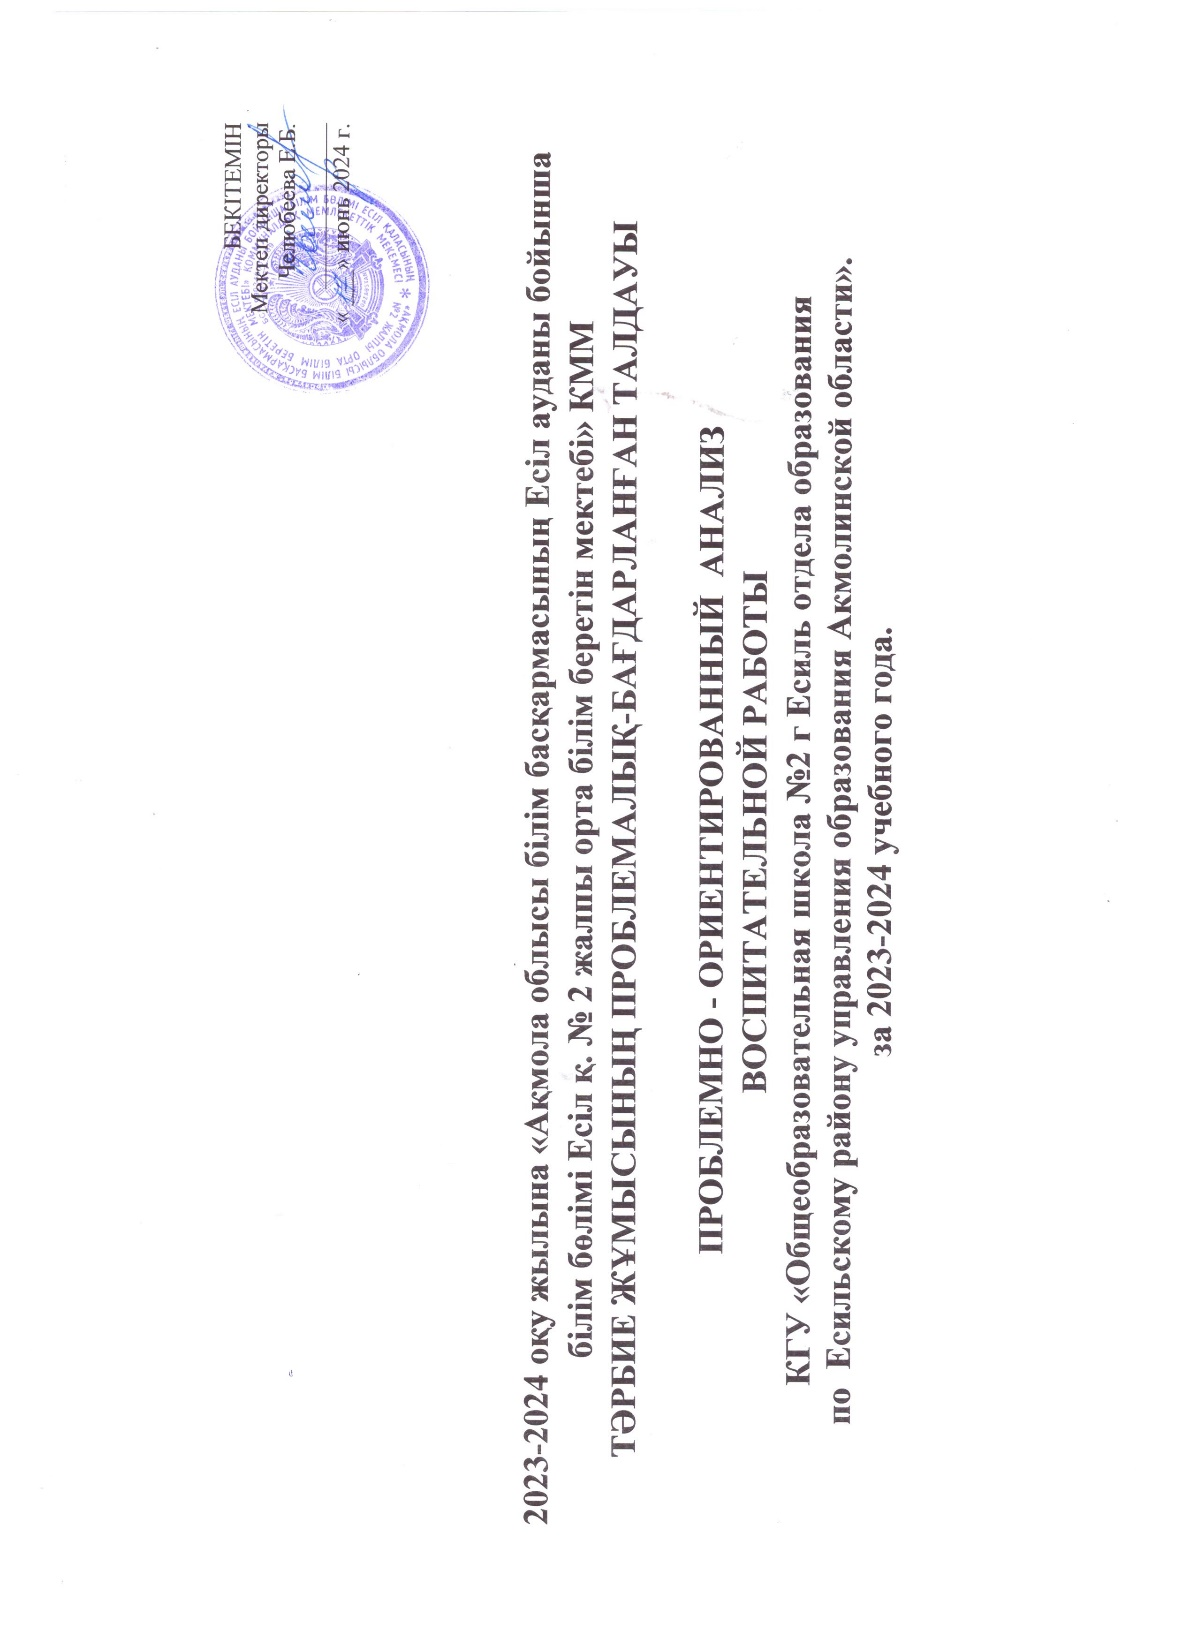 БЕКІТЕМІН
Мектеп директоры
Челюбеева Е.Б.
«17» июнь 2024 г.
2023-2024 оқу жылына «Ақмола облысы білім басқармасының Есіл ауданы бойынша
білім бөлімі Есіл қ. № 2 жалпы орта білім беретін мектебі» КММ
ТӘРБИЕ ЖҰМЫСЫНЫҢ ПРОБЛЕМАЛЫҚ-БАҒДАРЛАНҒАН ТАЛДАУЫ
ПРОБЛЕМНО - ОРИЕНТИРОВАННЫЙ АНАЛИЗ
ВОСПИТАТЕЛЬНОЙ РАБОТЫ
КГУ «Общеобразовательная школа №2 г Есиль отдела образования
по Есильскому району управления образования Акмолинской области».
за 2023-2024 учебного года.